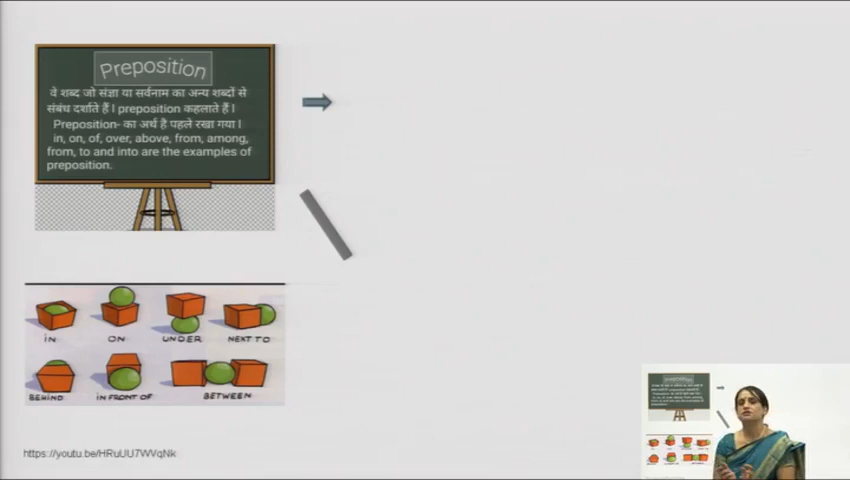 Preposition
वे शब्द जो संज्ञा या सर्वनाम का अन्य शब्दों से
संबंध दर्शाते हैं । preposition कहलाते हैं ।
Preposition- का अर्थ है पहले रखा गया ।
in, on, of, over, above, from, among,
from, to and into are the examples of
preposition.
IN
ON
UNDER
NEXT TO
BEHIND
IN FRONT OF
BETWEEN
https://youtu.be/HRuUU7WVqNk